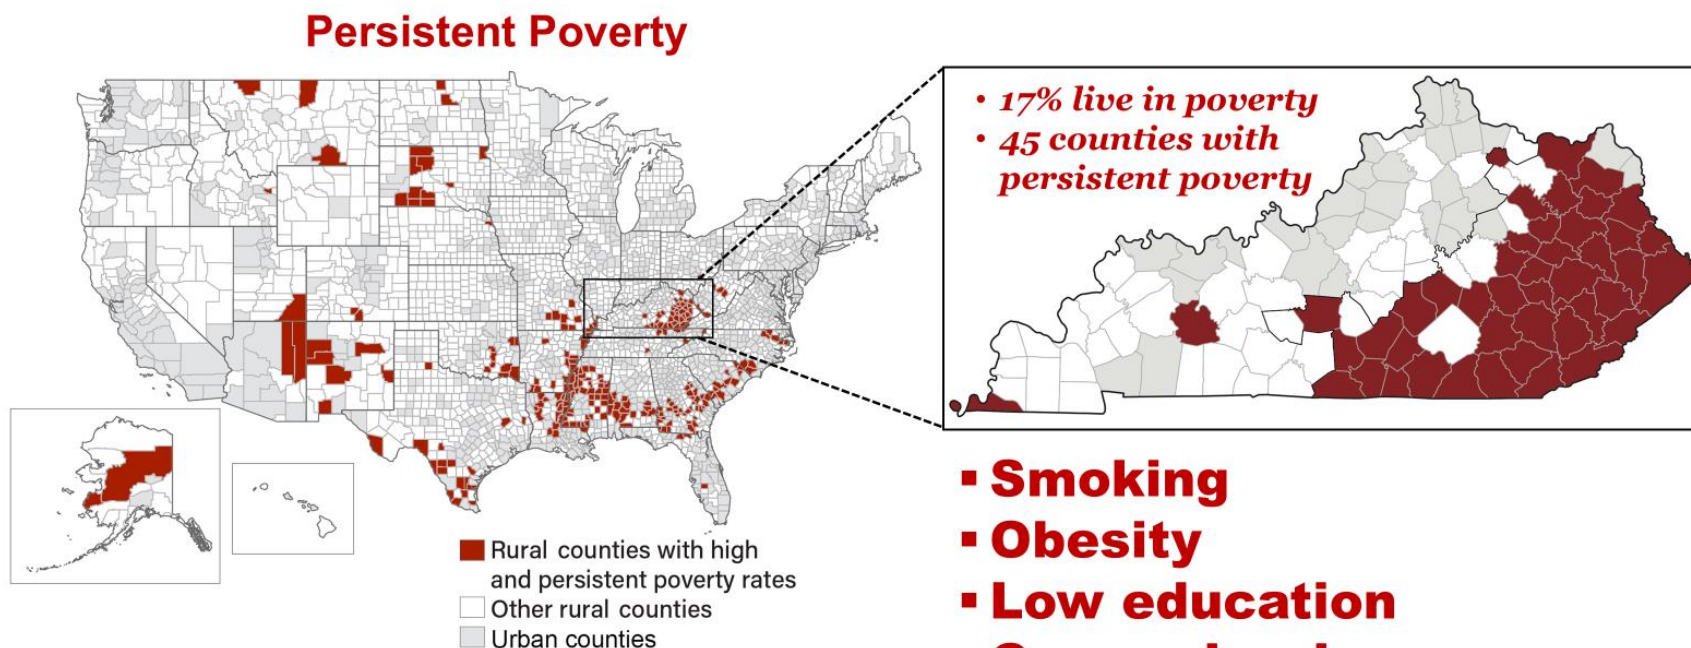 Persistent Poverty
• 17% live in poverty
• 45 counties with
persistent poverty
Rural counties with high
and persistent poverty rates
Other rural counties
Urban counties
▪ Smoking
▪ Obesity
▪ Low education